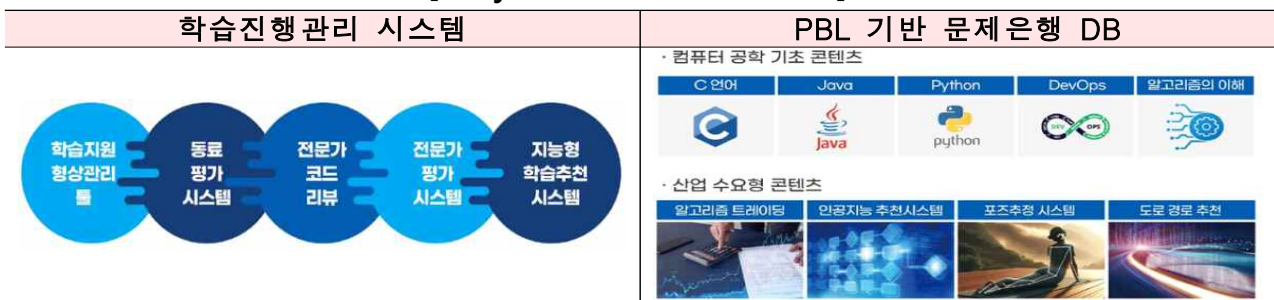 학습진행관리 시스템
PBL 기반 문제은행 DB
학습지원
형상관리
툴
동료
평가
시스템
전문가
코드
리뷰
전문가
평가
시스템
지능형
학습추천
시스템
· 컴퓨터 공학 기초 콘텐츠
C 언어
Java
Python
DevOps
알고리즘의 이해
C
Java
python
DEV OPS
· 산업 수요형 콘텐츠
알고리즘 트레이딩
인공지능 추천시스템
포즈추정 시스템
도로 경로 추천